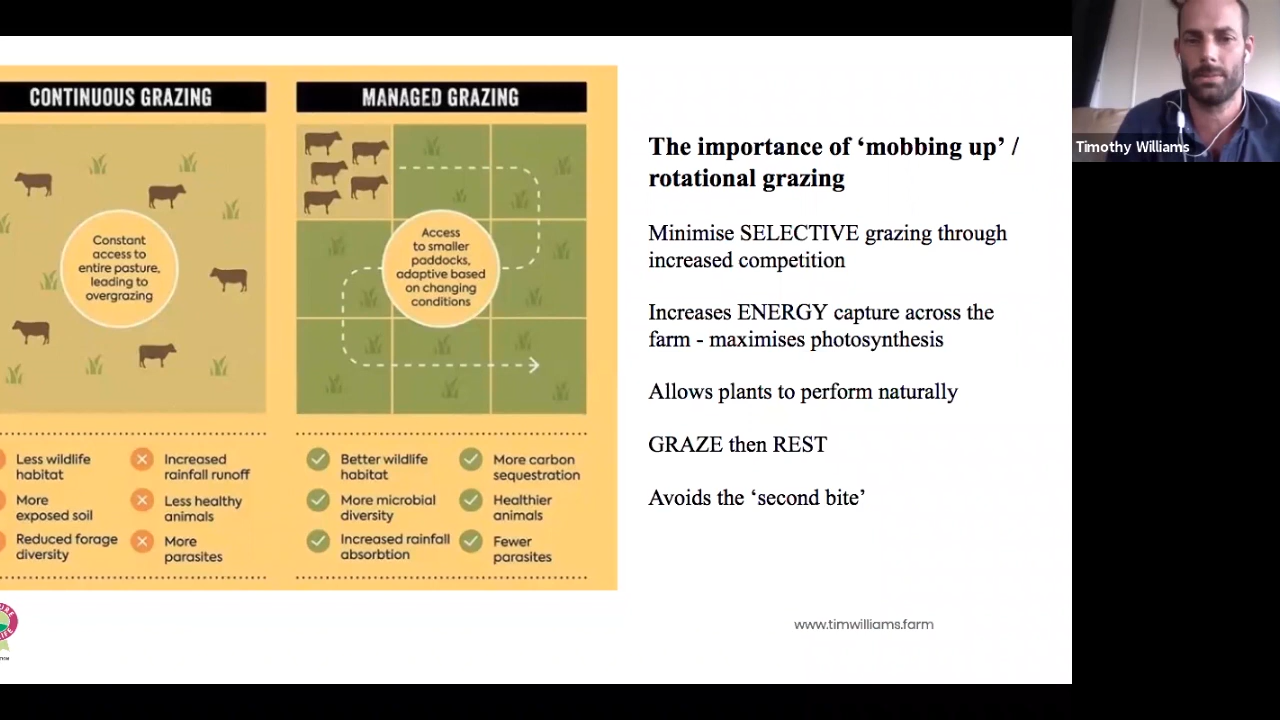 CONTINUOUS GRAZING
Constant
access to
entire pasture,
leading to
overgrazing
Less wildlife
habitat
More
exposed soil
Reduced forage
diversity
Increased
rainfall runoff
Less healthy
animals
More
parasites
MANAGED GRAZING
Access
to smaller
paddocks,
adaptive based
on changing
conditions
Better wildlife
habitat
More microbial
diversity
Increased rainfall
absorbtion
More carbon
sequestration
Healthier
animals
Fewer
parasites
The importance of ‘mobbing up’ /
rotational grazing
Minimise SELECTIVE grazing through
increased competition
Increases ENERGY capture across the
farm - maximises photosynthesis
Allows plants to perform naturally
GRAZE then REST
Avoids the ‘second bite’
www.timwilliams.farm
Timothy Williams